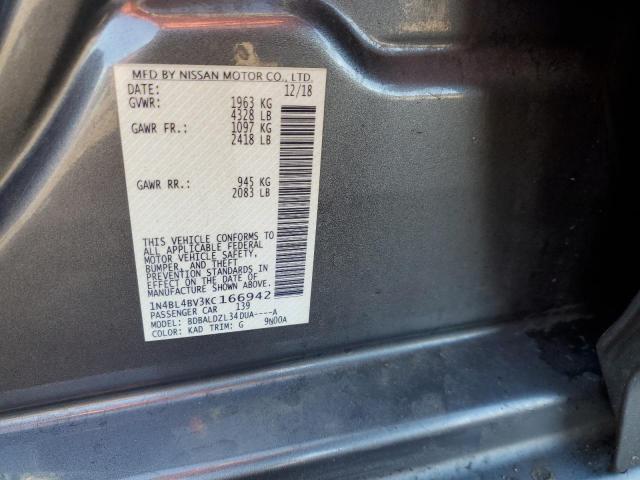 MFD BY NISSAN MOTOR CO., LTD.
DATE: 12/18
GVWR: 1963 KG
4328 LB
GAWR FR.: 1097 KG
2418 LB
GAWR RR.: 945 KG
2083 LB
THIS VEHICLE CONFORMS TO
ALL APPLICABLE FEDERAL
MOTOR VEHICLE SAFETY,
BUMPER, AND THEFT
PREVENTION STANDARDS IN
EFFECT ON THE DATE OF
MANUFACTURE SHOWN ABOVE.
1N4BL4BV3KC166942
PASSENGER CAR 139
MODEL: BDBALDZL34DUA----A
COLOR: KAD TRIM: G 9N00A